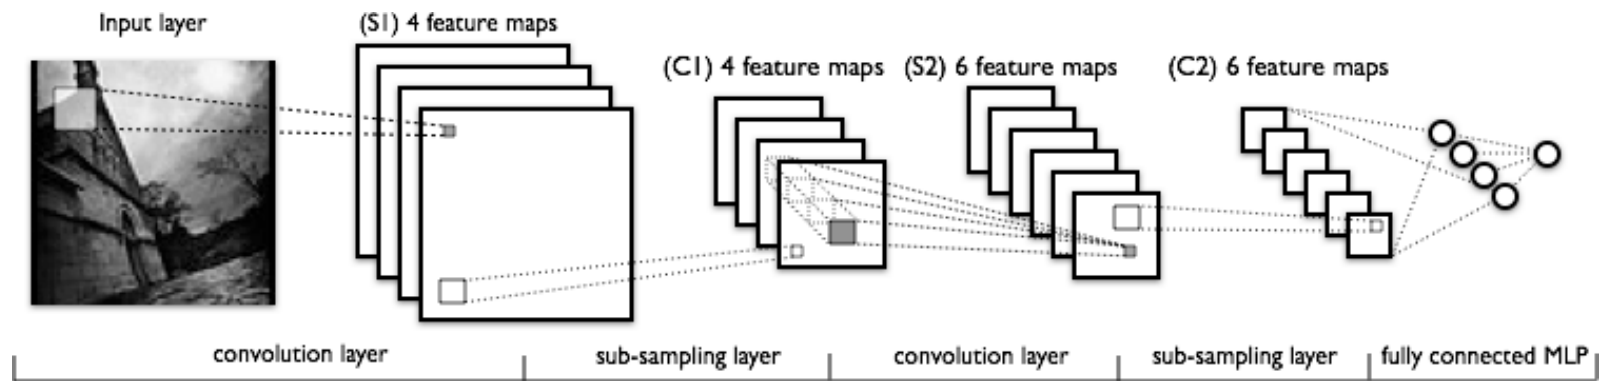 Input layer
(S1) 4 feature maps
(C1) 4 feature maps
(S2) 6 feature maps
(C2) 6 feature maps
convolution layer
sub-sampling layer
convolution layer
sub-sampling layer
fully connected MLP